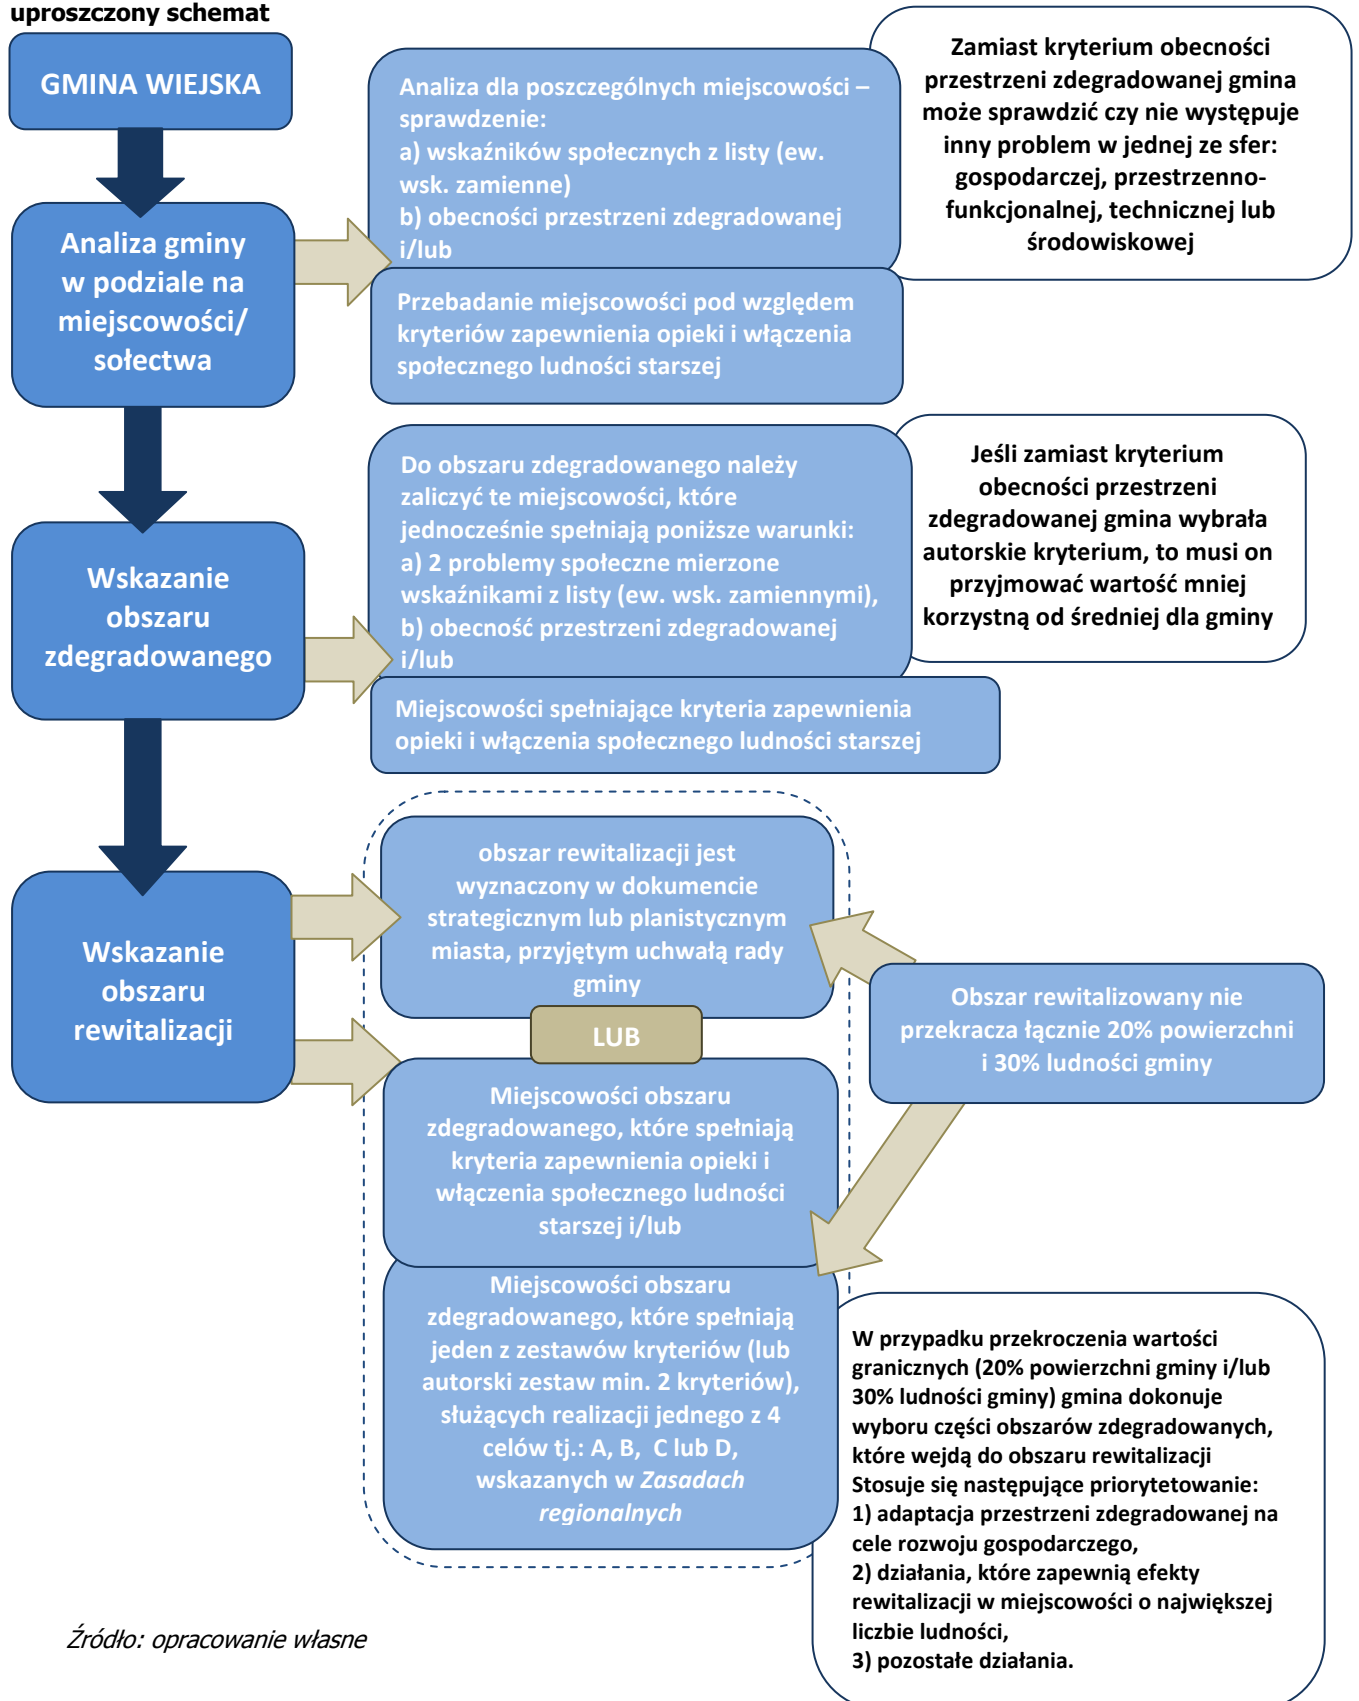 uproszczony schemat
GMINA WIEJSKA
Analiza dla poszczególnych miejscowości –
sprawdzenie:
a) wskaźników społecznych z listy (ew.
wsk. zamienne)
b) obecności przestrzeni zdegradowanej
i/lub
Zamiast kryterium obecności
przestrzeni zdegradowanej gmina
może sprawdzić czy nie występuje
inny problem w jednej ze sfer:
gospodarczej, przestrzenno-
funkcjonalnej, technicznej lub
środowiskowej
Analiza gminy
w podziale na
miejscowości/
sołectwa
Przebadanie miejscowości pod względem
kryteriów zapewnienia opieki i włączenia
społecznego ludności starszej
Do obszaru zdegradowanego należy
zaliczyć te miejscowości, które
jednocześnie spełniają poniższe warunki:
a) 2 problemy społeczne mierzone
wskaźnikami z listy (ew. wsk. zamiennymi),
b) obecność przestrzeni zdegradowanej
i/lub
Jeśli zamiast kryterium
obecności przestrzeni
zdegradowanej gmina wybrała
autorskie kryterium, to musi on
przyjmować wartość mniej
korzystną od średniej dla gminy
Wskazanie
obszaru
zdegradowanego
Miejscowości spełniające kryteria zapewnienia
opieki i włączenia społecznego ludności starszej
obszar rewitalizacji jest
wyznaczony w dokumencie
strategicznym lub planistycznym
miasta, przyjętym uchwałą rady
gminy
Wskazanie
obszaru
rewitalizacji
LUB
Obszar rewitalizowany nie
przekracza łącznie 20% powierzchni
i 30% ludności gminy
Miejscowości obszaru
zdegradowanego, które spełniają
kryteria zapewnienia opieki i
włączenia społecznego ludności
starszej i/lub
Miejscowości obszaru
zdegradowanego, które spełniają
jeden z zestawów kryteriów (lub
autorski zestaw min. 2 kryteriów),
służących realizacji jednego z 4
celów tj.: A, B, C lub D,
wskazanych w Zasadach
regionalnych
W przypadku przekroczenia wartości
granicznych (20% powierzchni gminy i/lub
30% ludności gminy) gmina dokonuje
wyboru części obszarów zdegradowanych,
które wejdą do obszaru rewitalizacji
Stosuje się następujące priorytetowanie:
1) adaptacja przestrzeni zdegradowanej na
cele rozwoju gospodarczego,
2) działania, które zapewnią efekty
rewitalizacji w miejscowości o największej
liczbie ludności,
3) pozostałe działania.
Źródło: opracowanie własne